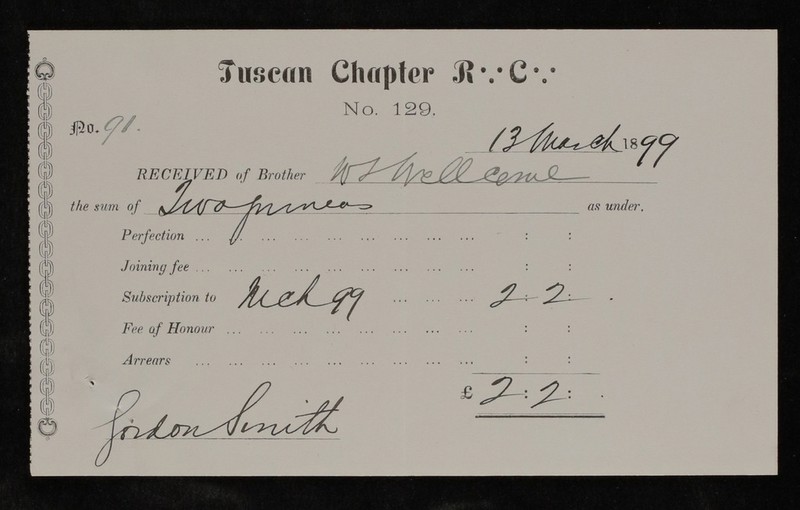 Tuscan Chapter R∵C∵
No. 129.
No. 91.
13 March 1899
RECEIVED of Brother W S Wellcome
the sum of Two guineas as under.
Perfection ... ... ... ... ... ... ... ... ... : :
Joining fee ... ... ... ... ... ... ... ... ... : :
Subscription to Mch 99 ... ... ... 2 : 2 : .
Fee of Honour ... ... ... ... ... ... ... ... : :
Arrears ... ... ... ... ... ... ... ... ... : :
£ 2 : 2 : .
Gordon Smith